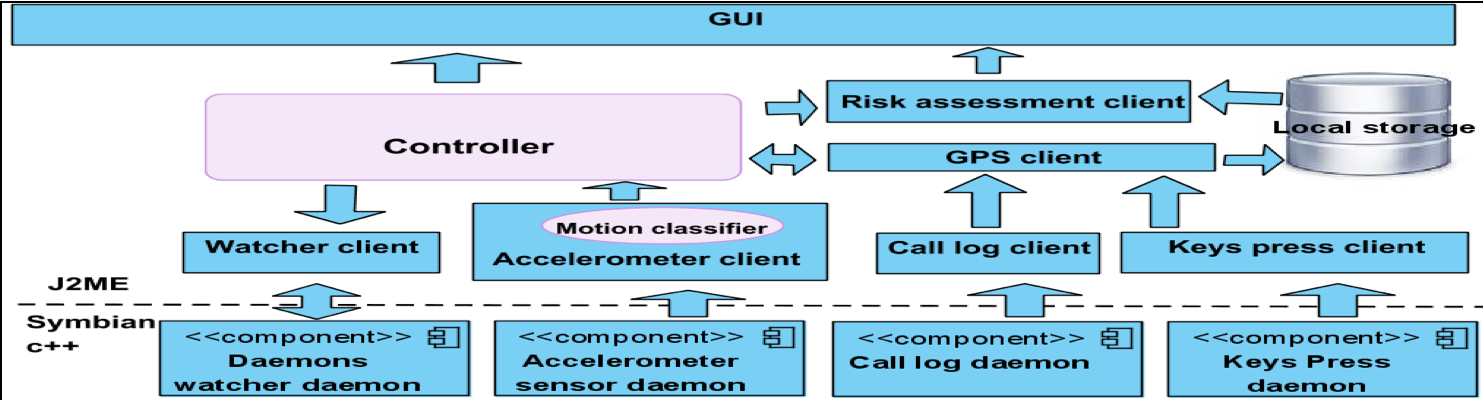 GUI
Risk assessment client
Local storage
Controller
GPS client
Motion classifier
Watcher client
Accelerometer client
Call log client
Keys press client
J2ME
Symbian
c++
<<component>>
Daemons
watcher daemon
<<component>>
Accelerometer
sensor daemon
<<component>>
Call log daemon
<<component>>
Keys Press
daemon